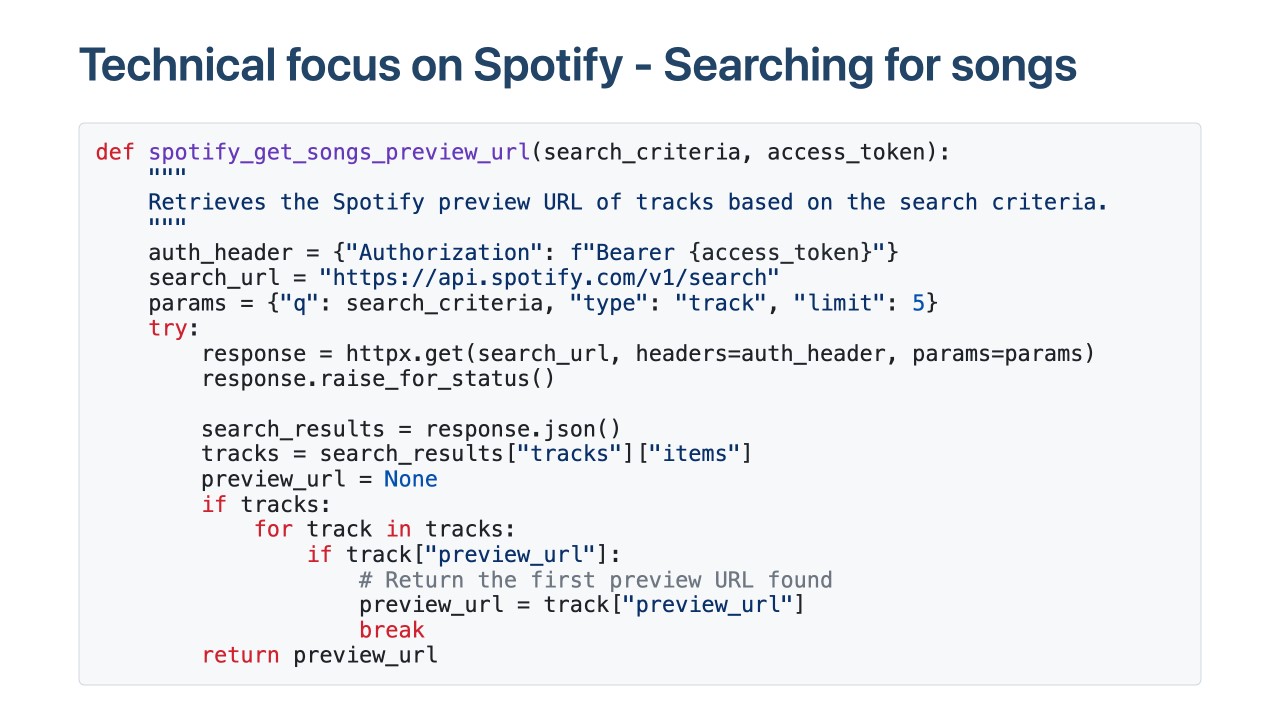 Technical focus on Spotify - Searching for songs
def spotify_get_songs_preview_url(search_criteria, access_token):
    """
    Retrieves the Spotify preview URL of tracks based on the search criteria.
    """
    auth_header = {"Authorization": f"Bearer {access_token}"}
    search_url = "https://api.spotify.com/v1/search"
    params = {"q": search_criteria, "type": "track", "limit": 5}
    try:
        response = httpx.get(search_url, headers=auth_header, params=params)
        response.raise_for_status()

        search_results = response.json()
        tracks = search_results["tracks"]["items"]
        preview_url = None
        if tracks:
            for track in tracks:
                if track["preview_url"]:
                    # Return the first preview URL found
                    preview_url = track["preview_url"]
                    break
        return preview_url